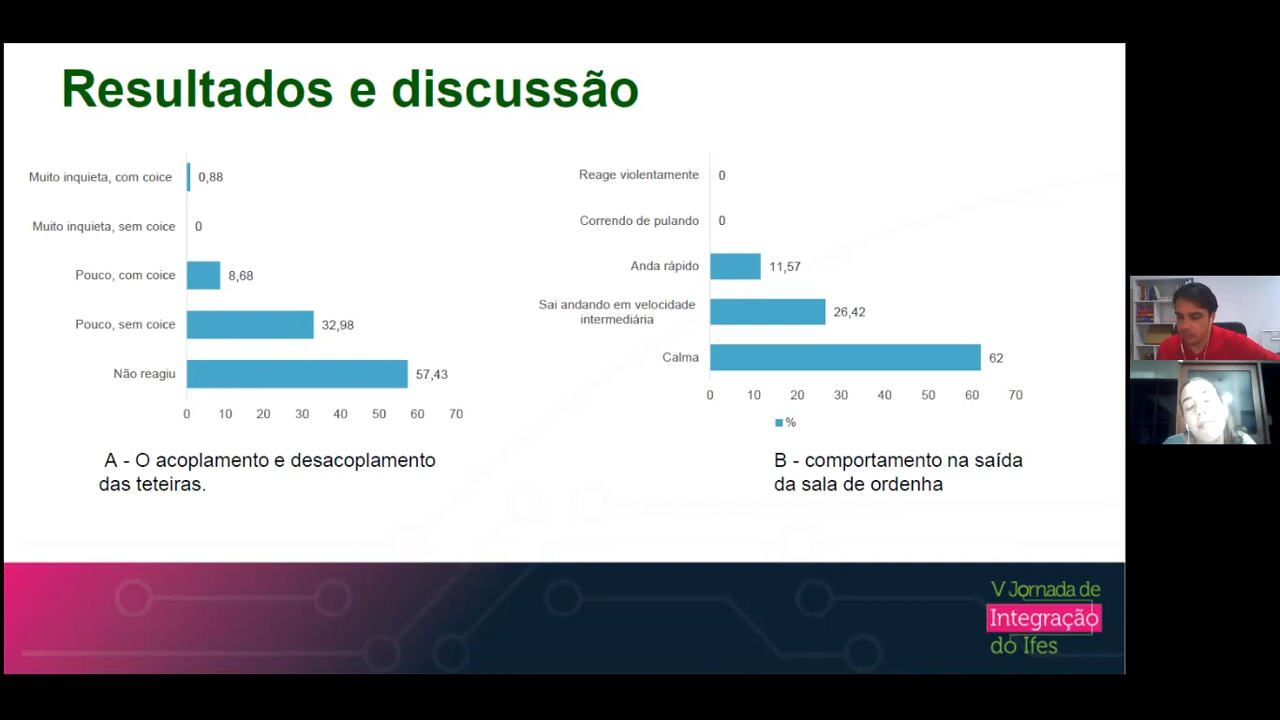 Resultados e discussão
Muito inquieta, com coice 0,88
Muito inquieta, sem coice 0
Pouco, com coice 8,68
Pouco, sem coice 32,98
Não reagiu 57,43
0 10 20 30 40 50 60 70
A - O acoplamento e desacoplamento
das teteiras.
Reage violentamente 0
Correndo de pulando 0
Anda rápido 11,57
Sai andando em velocidade
intermediária 26,42
Calma 62
0 10 20 30 40 50 60 70
%
B - comportamento na saída
da sala de ordenha
V Jornada de
Integração
do Ifes